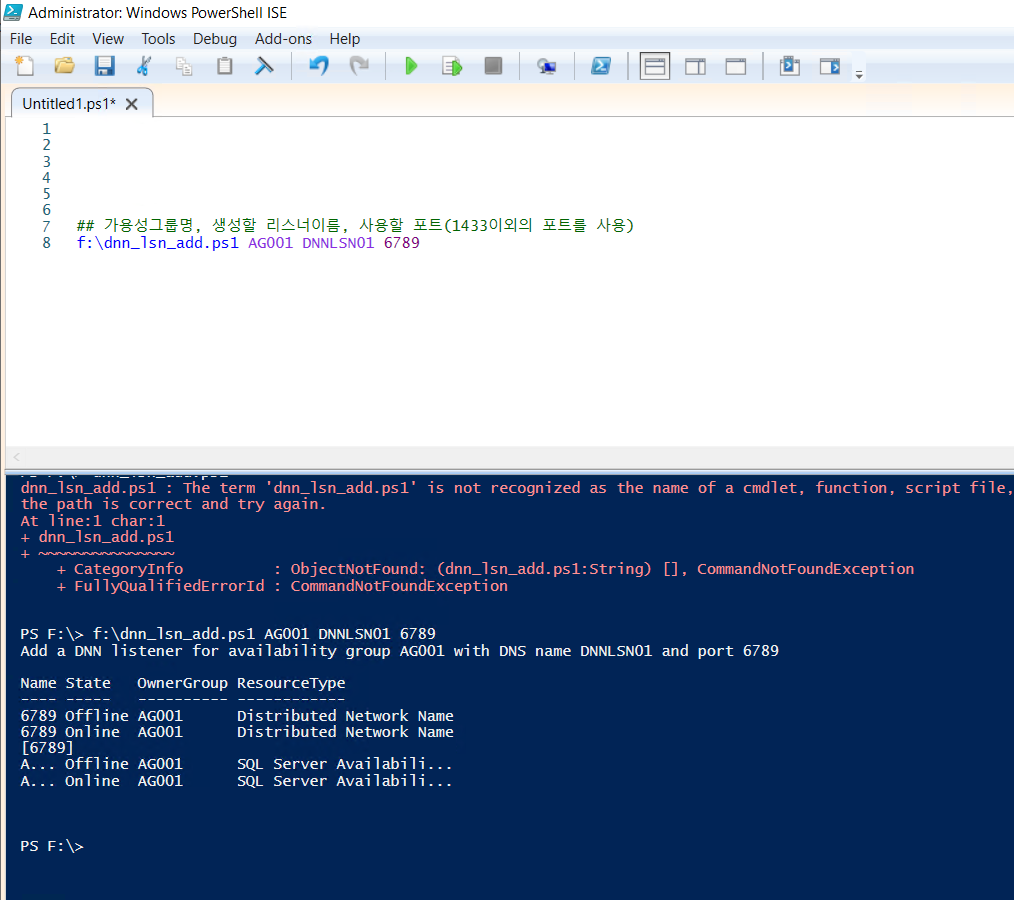 Administrator: Windows PowerShell ISE
File Edit View Tools Debug Add-ons Help
Untitled1.ps1*
1
2
3
4
5
6
7 ## 가용성그룹명, 생성할 리스너이름, 사용할 포트(1433이외의 포트를 사용)
8 f:\dnn_lsn_add.ps1 AG001 DNNLSN01 6789
dnn_lsn_add.ps1 : The term 'dnn_lsn_add.ps1' is not recognized as the name of a cmdlet, function, script file,
the path is correct and try again.
At line:1 char:1
+ dnn_lsn_add.ps1
+ ~~~~~~~~~~~~~~~
+ CategoryInfo : ObjectNotFound: (dnn_lsn_add.ps1:String) [], CommandNotFoundException
+ FullyQualifiedErrorId : CommandNotFoundException
PS F:\> f:\dnn_lsn_add.ps1 AG001 DNNLSN01 6789
Add a DNN listener for availability group AG001 with DNS name DNNLSN01 and port 6789
Name State OwnerGroup ResourceType
---- ----- ---------- ------------
6789 Offline AG001 Distributed Network Name
6789 Online AG001 Distributed Network Name
[6789]
A... Offline AG001 SQL Server Availabili...
A... Online AG001 SQL Server Availabili...
PS F:\>